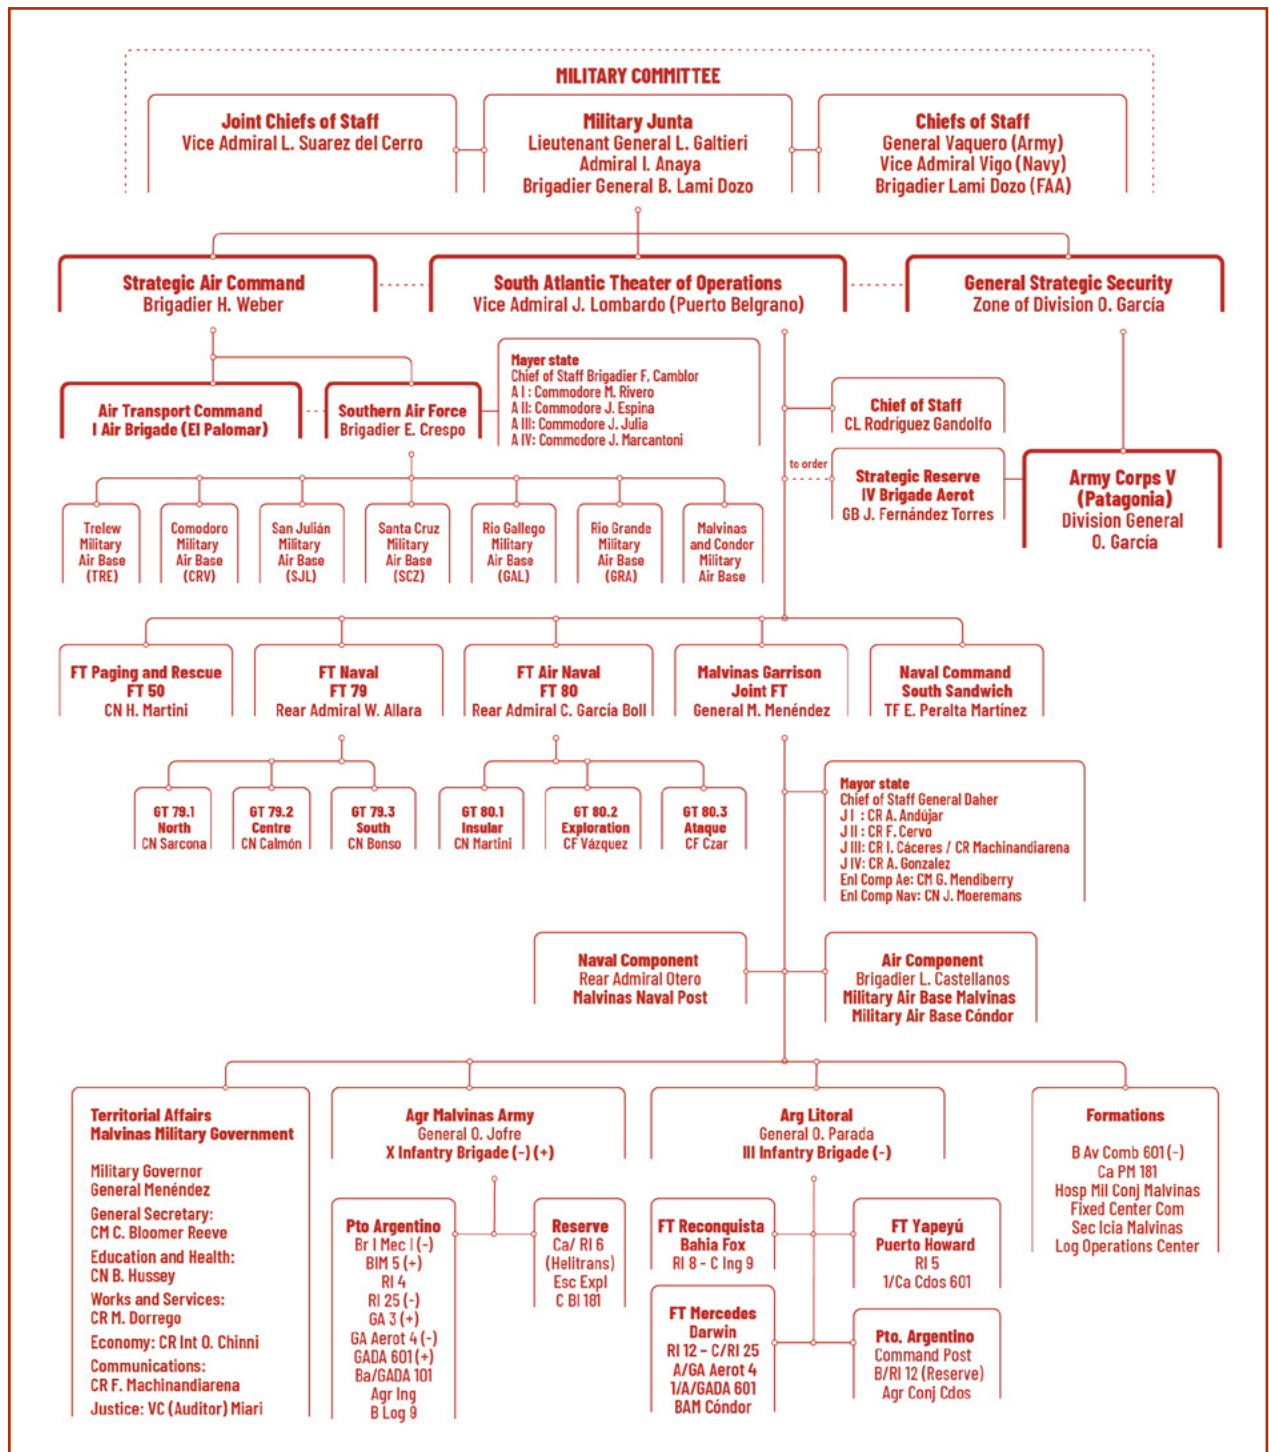 MILITARY COMMITTEE
Joint Chiefs of Staff
Vice Admiral L. Suarez del Cerro
Military Junta
Lieutenant General L. Galtieri
Admiral I. Anaya
Brigadier General B. Lami Dozo
Chiefs of Staff
General Vaquero (Army)
Vice Admiral Vigo (Navy)
Brigadier Lami Dozo (FAA)
Strategic Air Command
Brigadier H. Weber
South Atlantic Theater of Operations
Vice Admiral J. Lombardo (Puerto Belgrano)
General Strategic Security
Zone of Division O. García
Air Transport Command
I Air Brigade (El Palomar)
Southern Air Force
Brigadier E. Crespo
Mayer state
Chief of Staff Brigadier F, Camblor
A I : Commodore M. Rivero
A II: Commodore J. Espina
A III: Commodore J. Julia
A IV: Commodore J. Marcantoni
Chief of Staff
CL Rodríguez Gandolfo
to order
Strategic Reserve
IV Brigade Aerot
GB J. Fernández Torres
Army Corps V
(Patagonia)
Division General
O. García
Trelew
Military
Air Base
(TRE)
Comodoro
Military
Air Base
(CRV)
San Julián
Military
Air Base
(SJL)
Santa Cruz
Military
Air Base
(SCZ)
Rio Gallego
Military
Air Base
(GAL)
Rio Grande
Military
Air Base
(GRA)
Malvinas
and Condor
Military
Air Base
FT Paging and Rescue
FT 50
CN H. Martini
FT Naval
FT 79
Rear Admiral W. Allara
FT Air Naval
FT 80
Rear Admiral C. García Boll
Malvinas Garrison
Joint FT
General M. Menéndez
Naval Command
South Sandwich
TF E. Peralta Martínez
GT 79.1
North
CN Sarcona
GT 79.2
Centre
CN Calmón
GT 79.3
South
CN Bonso
GT 80.1
Insular
CN Martini
GT 80.2
Exploration
CF Vázquez
GT 80.3
Ataque
CF Czar
Mayor state
Chief of Staff General Daher
J I : CR A. Andújar
J II : CR F. Cervo
J III: CR I. Cáceres / CR Machinandiarena
J IV: CR A. Gonzalez
Enl Comp Ae: CM G. Mendiberry
Enl Comp Nav: CN J. Moeremans
Naval Component
Rear Admiral Otero
Malvinas Naval Post
Air Component
Brigadier L. Castellanos
Military Air Base Malvinas
Military Air Base Cóndor
Territorial Affairs
Malvinas Military Government
Military Governor
General Menéndez
General Secretary:
CM C. Bloomer Reeve
Education and Health:
CN B. Hussey
Works and Services:
CR M. Dorrego
Economy: CR Int O. Chinni
Communications:
CR F. Machinandiarena
Justice: VC (Auditor) Miari
Agr Malvinas Army
General O. Jofre
X Infantry Brigade (-) (+)
Pto Argentino
Br I Mec I (-)
BIM 5 (+)
RI 4
RI 25 (-)
GA 3 (+)
GA Aerot 4 (-)
GADA 601 (+)
Ba/GADA 101
Agr Ing
B Log 9
Reserve
Ca/ RI 6
(Helitrans)
Esc Expl
C Bl 181
Arg Litoral
General O. Parada
III Infantry Brigade (-)
FT Reconquista
Bahia Fox
RI 8 - C Ing 9
FT Yapeyú
Puerto Howard
RI 5
1/Ca Cdos 601
FT Mercedes
Darwin
RI 12 - C/RI 25
A/GA Aerot 4
1/A/GADA 601
BAM Cóndor
Pto. Argentino
Command Post
B/RI 12 (Reserve)
Agr Conj Cdos
Formations
B Av Comb 601 (-)
Ca PM 181
Hosp Mil Conj Malvinas
Fixed Center Com
Sec Icia Malvinas
Log Operations Center